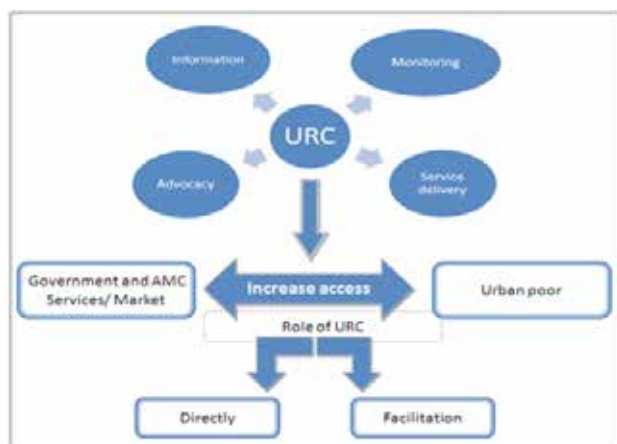 Information
Monitoring
URC
Advocacy
Service
delivery
Government and AMC
Services/ Market
Increase access
Urban poor
Role of URC
Directly
Facilitation